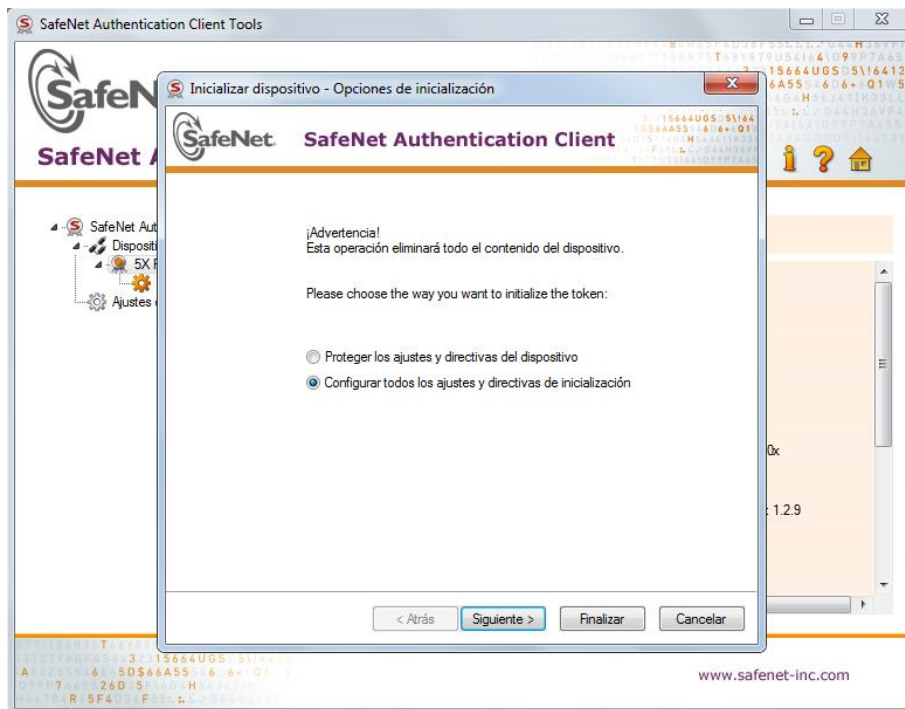 SafeNet Authentication Client Tools
SafeN
SafeNet A
SafeNet Aut
Dispositi
5X F
Ajustes
Inicializar dispositivo - Opciones de inicialización
SafeNet.
SafeNet Authentication Client
¡Advertencia!
Esta operación eliminará todo el contenido del dispositivo.
Please choose the way you want to initialize the token:
Proteger los ajustes y directivas del dispositivo
Configurar todos los ajustes y directivas de inicialización
0x
: 1.2.9
< Atrás
Siguiente >
Finalizar
Cancelar
www.safenet-inc.com